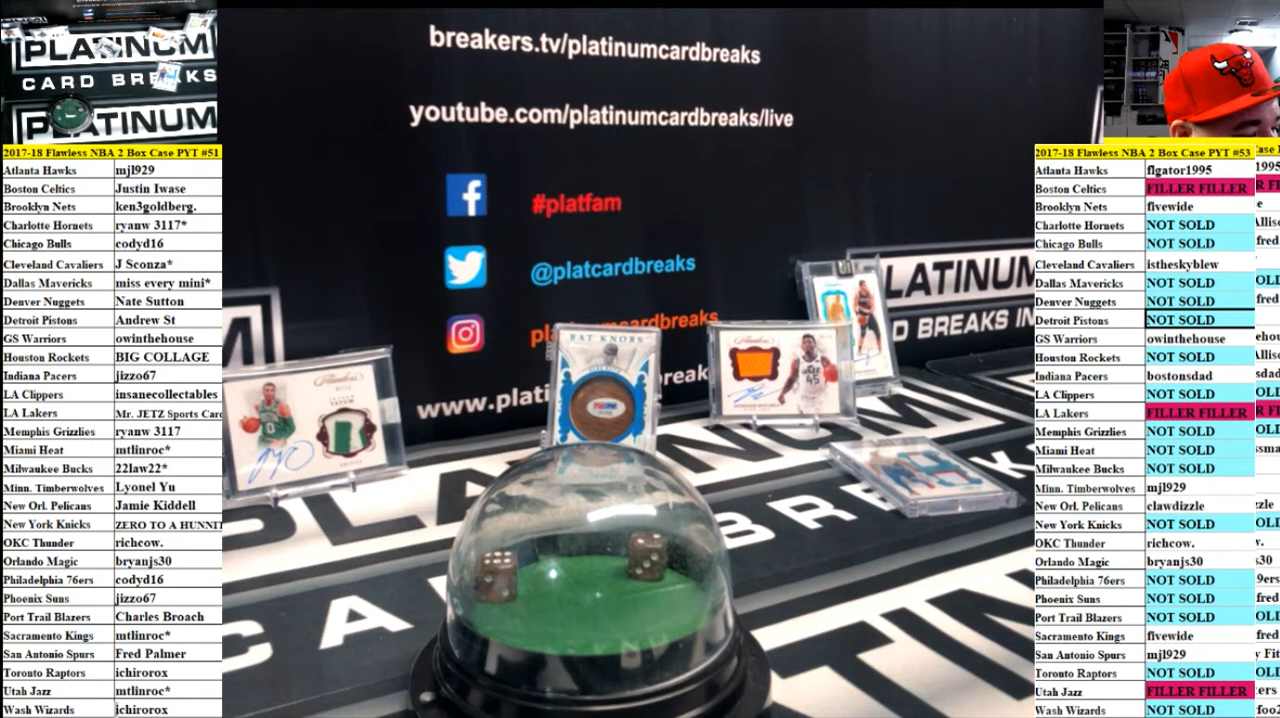 PLATINUM
CARD BREAKS
PLATINUM
2017-18 Flawless NBA 2 Box Case PYT #51
Atlanta Hawks mjl929
Boston Celtics Justin Iwase
Brooklyn Nets ken3goldberg.
Charlotte Hornets ryanw 3117*
Chicago Bulls codyd16
Cleveland Cavaliers J Sconza*
Dallas Mavericks miss every mini*
Denver Nuggets Nate Sutton
Detroit Pistons Andrew St
GS Warriors owinthehouse
Houston Rockets BIG COLLAGE
Indiana Pacers jizzo67
LA Clippers insanecollectables
LA Lakers Mr. JETZ Sports Card
Memphis Grizzlies ryanw 3117
Miami Heat mtlinroc*
Milwaukee Bucks 22law22*
Minn. Timberwolves Lyonel Yu
New Orl. Pelicans Jamie Kiddell
New York Knicks ZERO TO A HUNNIT
OKC Thunder richcow.
Orlando Magic bryanjs30
Philadelphia 76ers codyd16
Phoenix Suns jizzo67
Port Trail Blazers Charles Broach
Sacramento Kings mtlinroc*
San Antonio Spurs Fred Palmer
Toronto Raptors ichirorox
Utah Jazz mtlinroc*
Wash Wizards ichirorox
breakers.tv/platinumcardbreaks
youtube.com/platinumcardbreaks/live
#platfam
@platcardbreaks
www.plati
BAT KNOBS
Flawless
Flawless
PLATINUM
D BREAKS IN
2017-18 Flawless NBA 2 Box Case PYT #53
Atlanta Hawks flgator1995
Boston Celtics FILLER FILLER
Brooklyn Nets fivewide
Charlotte Hornets NOT SOLD
Chicago Bulls NOT SOLD
Cleveland Cavaliers istheskyblew
Dallas Mavericks NOT SOLD
Denver Nuggets NOT SOLD
Detroit Pistons NOT SOLD
GS Warriors owinthehouse
Houston Rockets NOT SOLD
Indiana Pacers bostonsdad
LA Clippers NOT SOLD
LA Lakers FILLER FILLER
Memphis Grizzlies NOT SOLD
Miami Heat NOT SOLD
Milwaukee Bucks NOT SOLD
Minn. Timberwolves mjl929
New Orl. Pelicans clawdizzle
New York Knicks NOT SOLD
OKC Thunder richcow.
Orlando Magic bryanjs30
Philadelphia 76ers NOT SOLD
Phoenix Suns NOT SOLD
Port Trail Blazers NOT SOLD
Sacramento Kings fivewide
San Antonio Spurs mjl929
Toronto Raptors NOT SOLD
Utah Jazz FILLER FILLER
Wash Wizards NOT SOLD